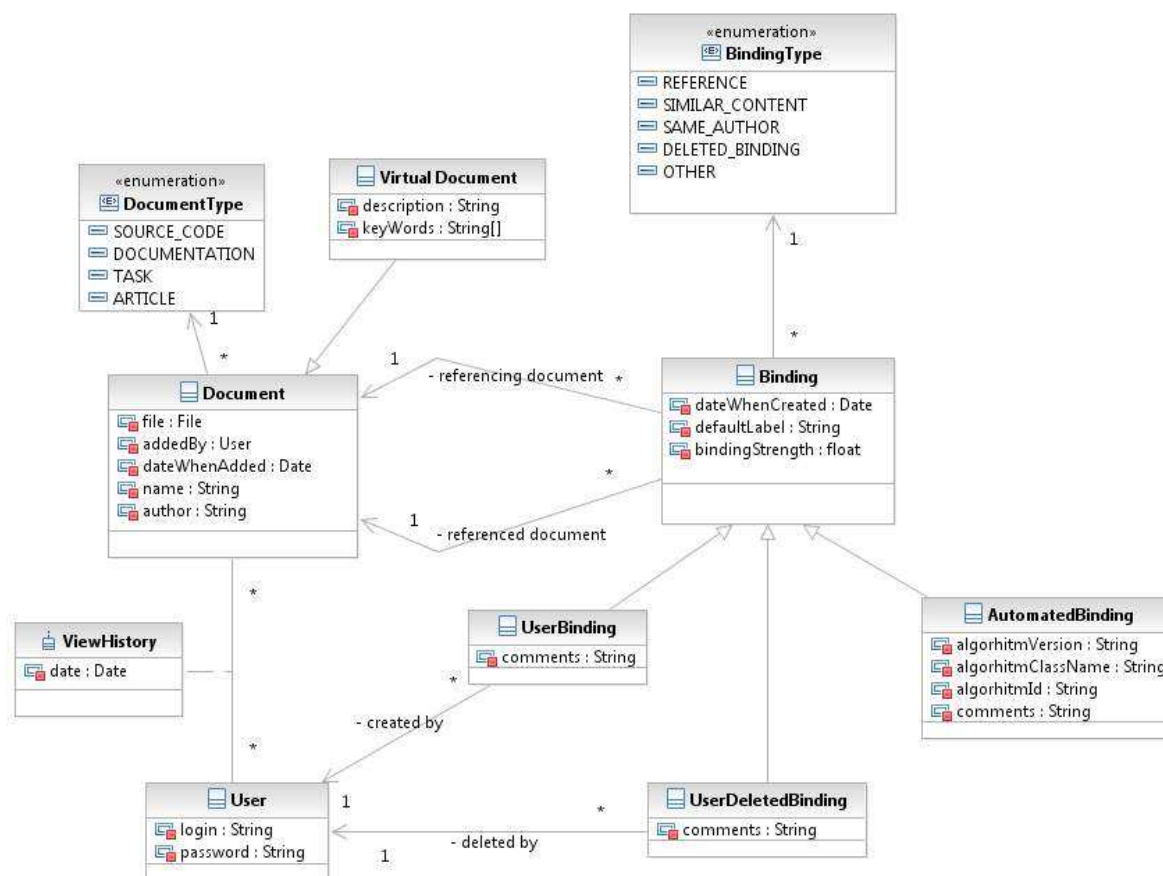 «enumeration»
BindingType
REFERENCE
SIMILAR_CONTENT
SAME_AUTHOR
DELETED_BINDING
OTHER
«enumeration»
DocumentType
SOURCE_CODE
DOCUMENTATION
TASK
ARTICLE
Virtual Document
description : String
keyWords : String[]
1
*
1
*
Document
file : File
addedBy : User
dateWhenAdded : Date
name : String
author : String
1
- referencing document
*
1
- referenced document
*
Binding
dateWhenCreated : Date
defaultLabel : String
bindingStrength : float
*
ViewHistory
date : Date
*
UserBinding
comments : String
*
- created by
1
AutomatedBinding
algorhitmVersion : String
algorhitmClassName : String
algorhitmId : String
comments : String
User
login : String
password : String
*
- deleted by
1
UserDeletedBinding
comments : String